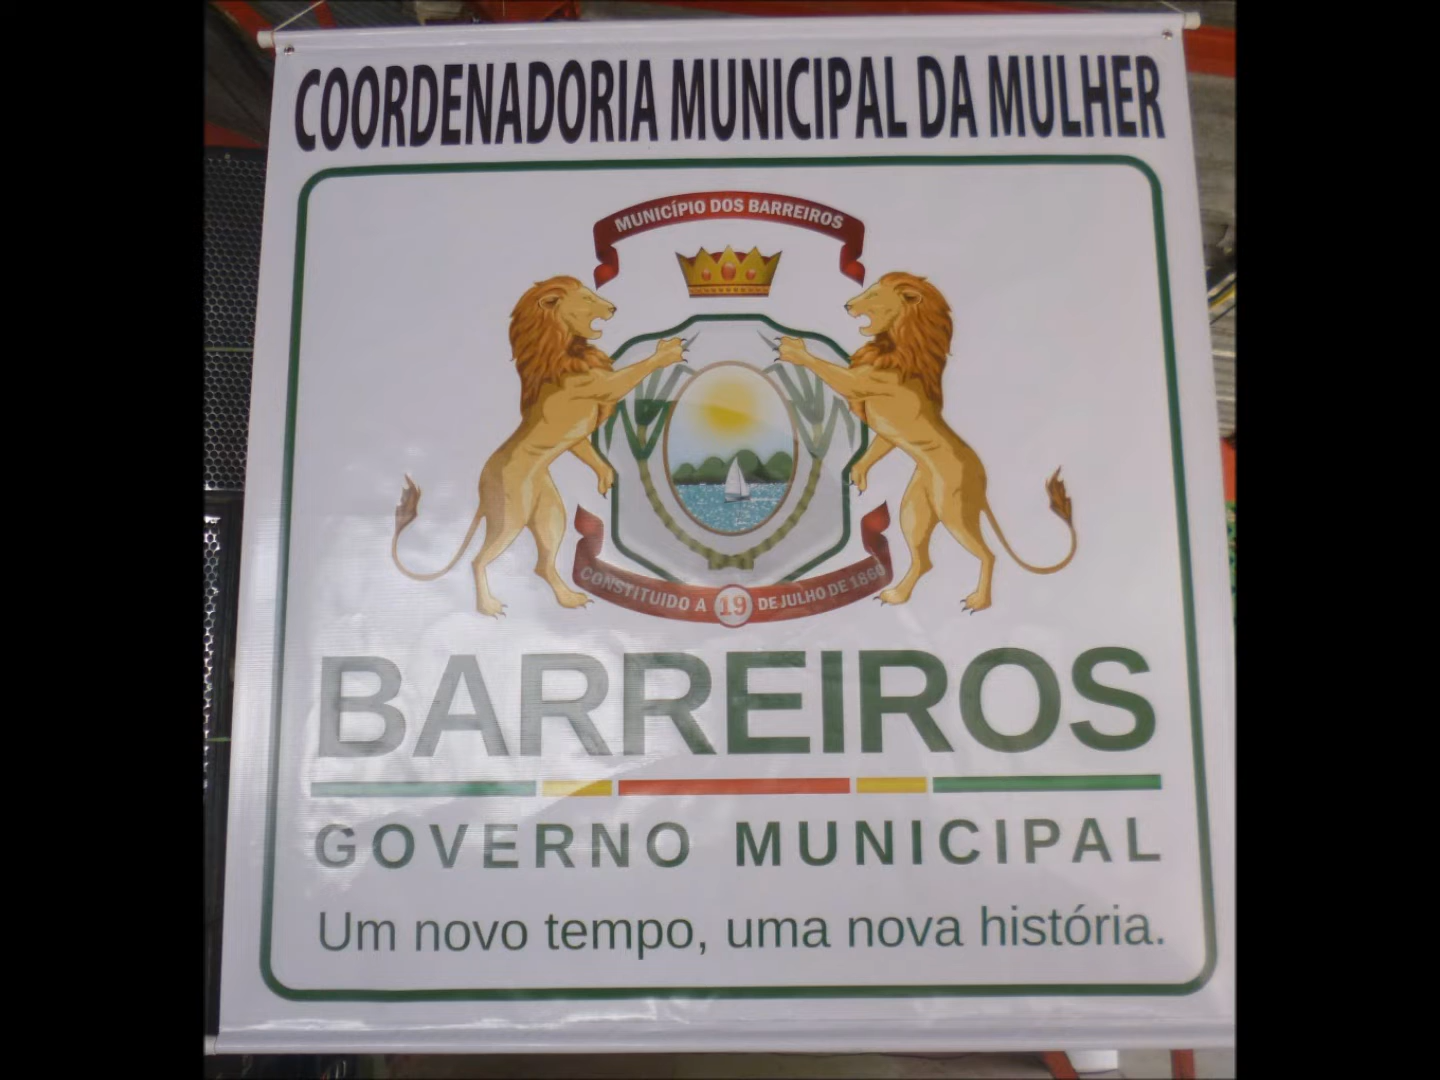 COORDENADORIA MUNICIPAL DA MULHER
MUNICÍPIO DOS BARREIROS
CONSTITUIDO A 19 DE JULHO DE 1860
BARREIROS
GOVERNO MUNICIPAL
Um novo tempo, uma nova história.